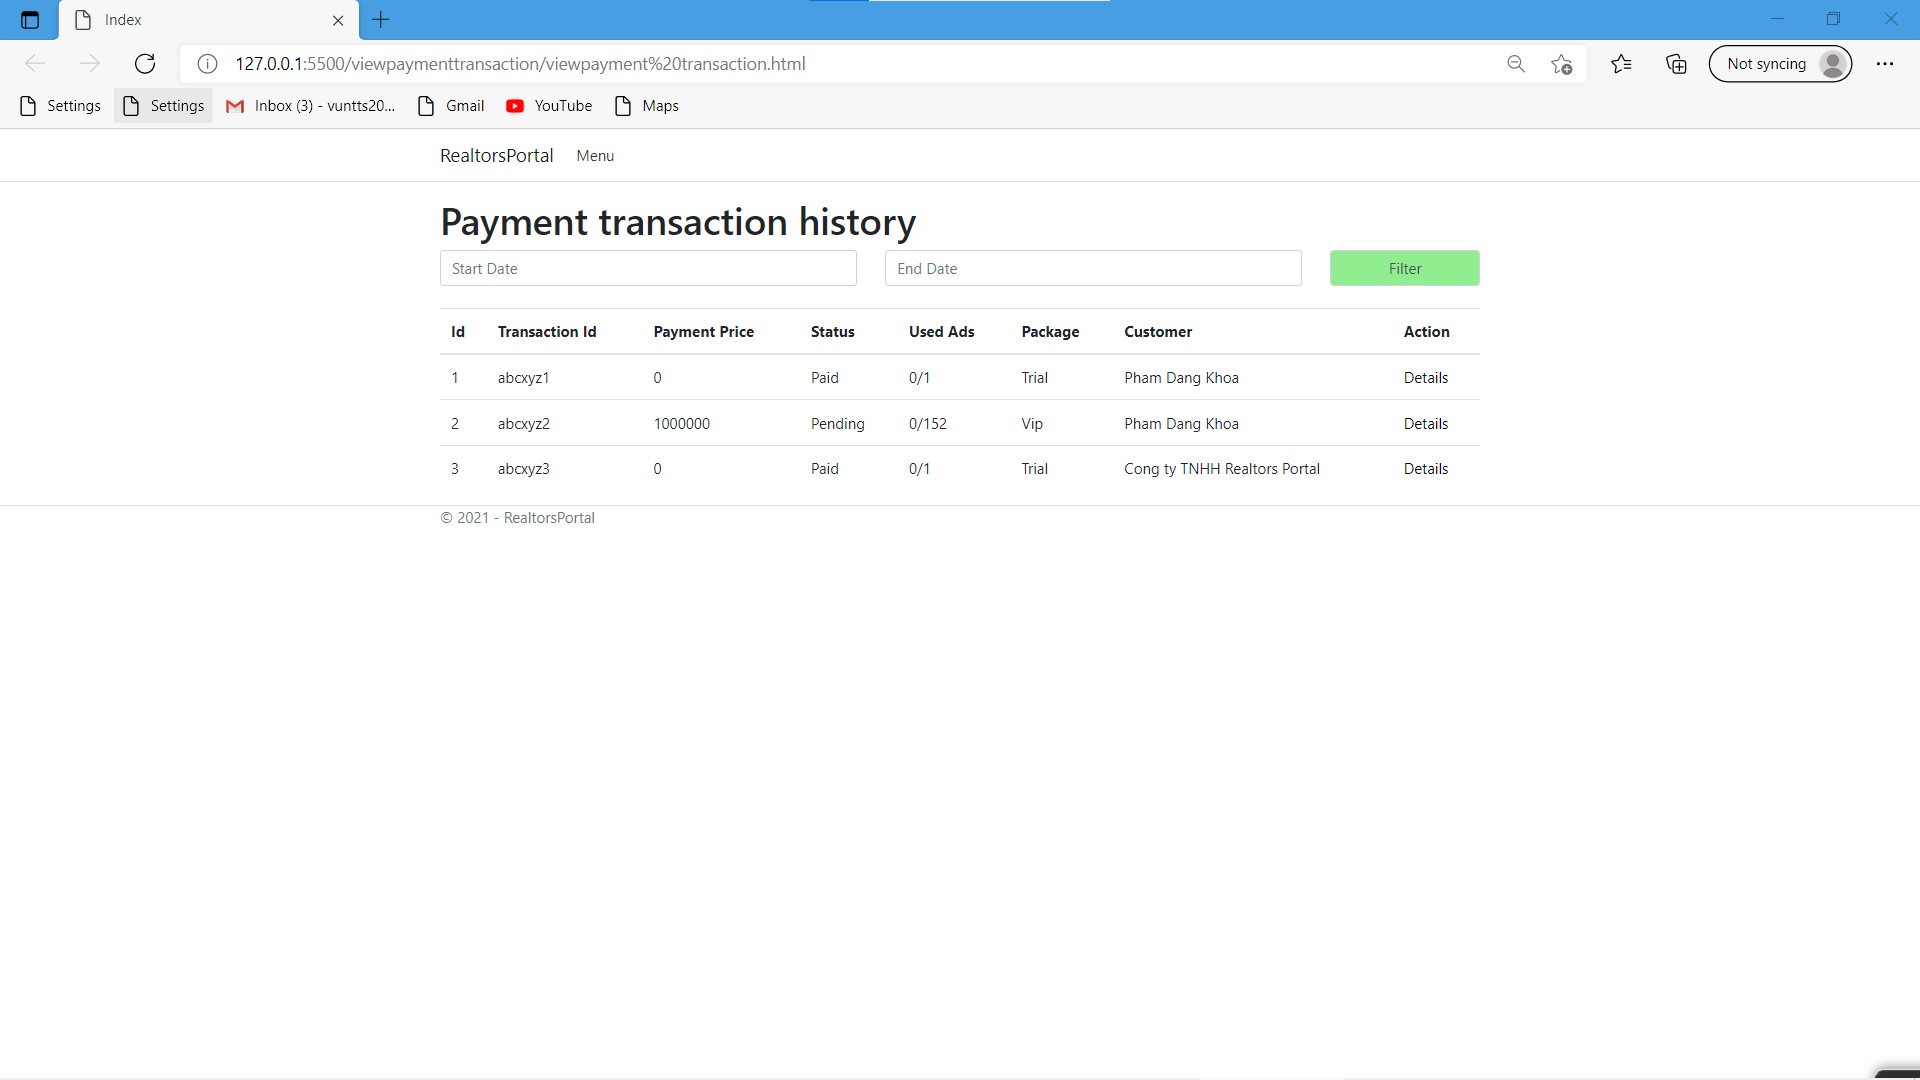 Index
127.0.0.1:5500/viewpaymenttransaction/viewpayment%20transaction.html
Not syncing
Settings Settings Inbox (3) - vuntts20... Gmail YouTube Maps
RealtorsPortal Menu
Payment transaction history
Start Date End Date Filter
Id Transaction Id Payment Price Status Used Ads Package Customer Action
1 abcxyz1 0 Paid 0/1 Trial Pham Dang Khoa Details
2 abcxyz2 1000000 Pending 0/152 Vip Pham Dang Khoa Details
3 abcxyz3 0 Paid 0/1 Trial Cong ty TNHH Realtors Portal Details
© 2021 - RealtorsPortal